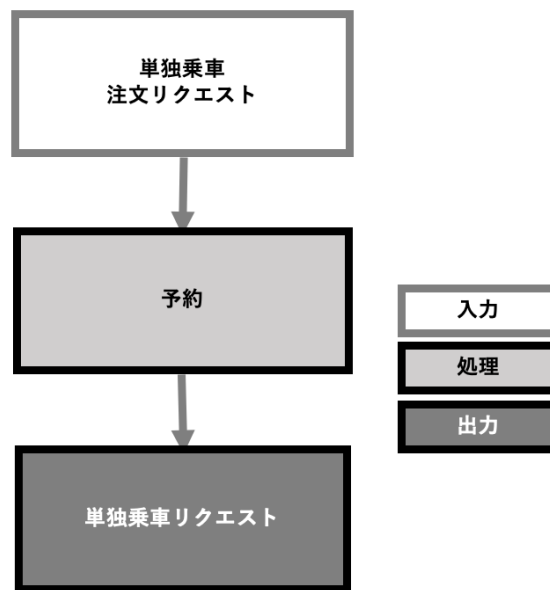 単独乗車
注文リクエスト
予約
単独乗車リクエスト
入力
処理
出力